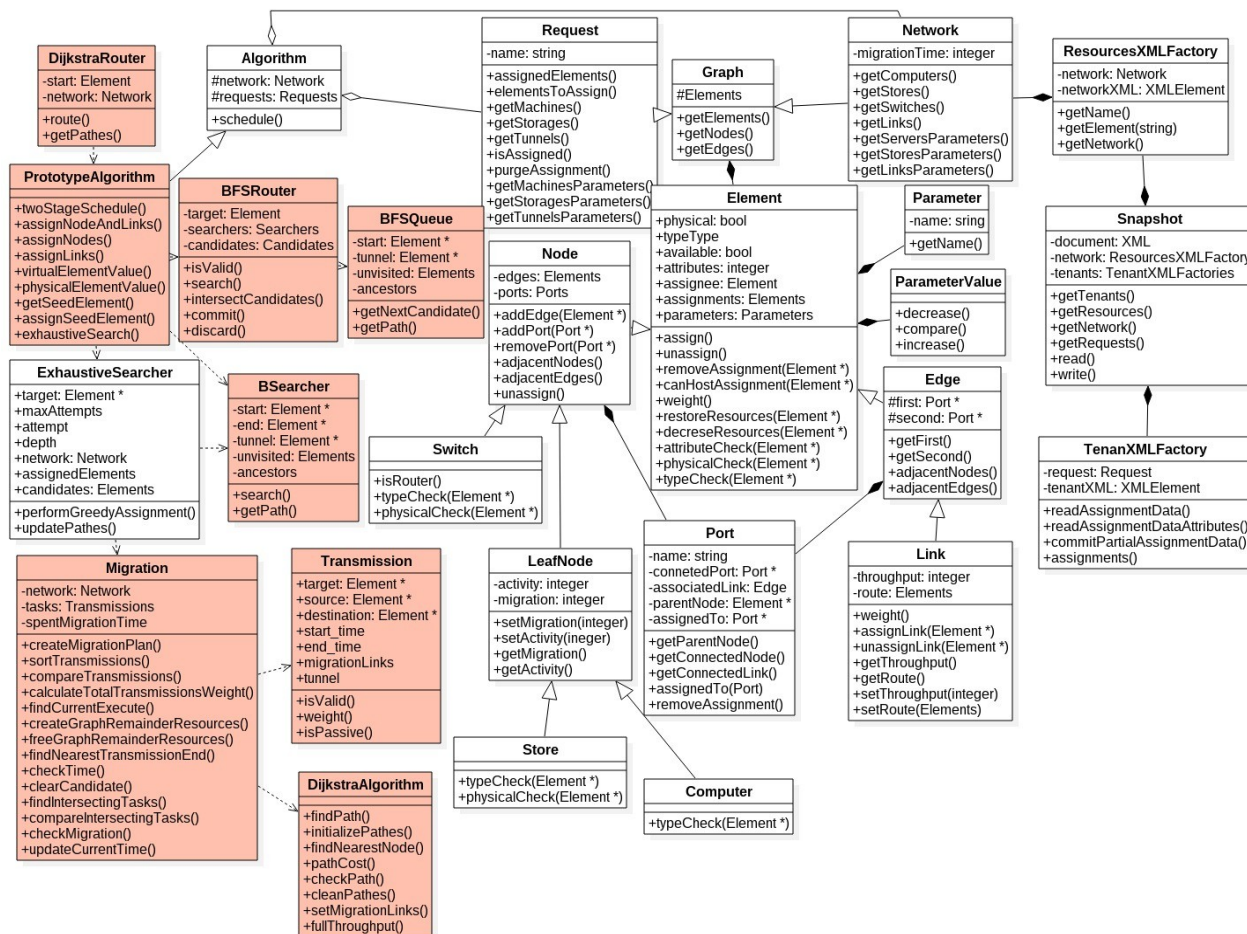 DijkstraRouter
-start: Element
-network: Network
+route()
+getPathes()
Algorithm
#network: Network
#requests: Requests
+schedule()
Request
-name: string
+assignedElements()
+elementsToAssign()
+getMachines()
+getStorages()
+getTunnels()
+isAssigned()
+purgeAssignment()
+getMachinesParameters()
+getStoragesParameters()
+getTunnelsParameters()
Graph
#Elements
+getElements()
+getNodes()
+getEdges()
Network
-migrationTime: integer
+getComputers()
+getStores()
+getSwitches()
+getLinks()
+getServersParameters()
+getStoresParameters()
+getLinksParameters()
ResourcesXMLFactory
-network: Network
-networkXML: XMLElement
+getName()
+getElement(string)
+getNetwork()
PrototypeAlgorithm
+twoStageSchedule()
+assignNodeAndLinks()
+assignNodes()
+assignLinks()
+virtualElementValue()
+physicalElementValue()
+getSeedElement()
+assignSeedElement()
+exhaustiveSearch()
BFSRouter
-target: Element
-searchers: Searchers
-candidates: Candidates
+isValid()
+search()
+intersectCandidates()
+commit()
+discard()
BFSQueue
-start: Element *
-tunnel: Element *
-unvisited: Elements
-ancestors
+getNextCandidate()
+getPath()
Node
-edges: Elements
-ports: Ports
+addEdge(Element *)
+addPort(Port *)
+removePort(Port *)
+adjacentNodes()
+adjacentEdges()
+unassign()
Element
+physical: bool
+typeType
+available: bool
+attributes: integer
+assignee: Element
+assignments: Elements
+parameters: Parameters
+assign()
+unassign()
+removeAssignment(Element *)
+canHostAssignment(Element *)
+weight()
+restoreResources(Element *)
+decreseResources(Element *)
+attributeCheck(Element *)
+physicalCheck(Element *)
+typeCheck(Element *)
Parameter
-name: sring
+getName()
ParameterValue
+decrease()
+compare()
+increase()
Snapshot
-document: XML
-network: ResourcesXMLFactory
-tenants: TenantXMLFactories
+getTenants()
+getResources()
+getNetwork()
+getRequests()
+read()
+write()
ExhaustiveSearcher
+target: Element *
+maxAttempts
+attempt
+depth
+network: Network
+assignedElements
+candidates: Elements
+performGreedyAssignment()
+updatePathes()
BSearcher
-start: Element *
-end: Element *
-tunnel: Element *
-unvisited: Elements
-ancestors
+search()
+getPath()
Switch
+isRouter()
+typeCheck(Element *)
+physicalCheck(Element *)
Edge
#first: Port *
#second: Port *
+getFirst()
+getSecond()
+adjacentNodes()
+adjacentEdges()
TenanXMLFactory
-request: Request
-tenantXML: XMLElement
+readAssignmentData()
+readAssignmentDataAttributes()
+commitPartialAssignmentData()
+assignments()
Migration
-network: Network
-tasks: Transmissions
-spentMigrationTime
+createMigrationPlan()
+sortTransmissions()
+compareTransmissions()
+calculateTotalTransmissionsWeight()
+findCurrentExecute()
+createGraphRemainderResources()
+freeGraphRemainderResources()
+findNearestTransmissionEnd()
+checkTime()
+clearCandidate()
+findIntersectingTasks()
+compareIntersectingTasks()
+checkMigration()
+updateCurrentTime()
Transmission
+target: Element *
+source: Element *
+destination: Element *
+start_time
+end_time
+migrationLinks
+tunnel
+isValid()
+weight()
+isPassive()
LeafNode
-activity: integer
-migration: integer
+setMigration(integer)
+setActivity(ineger)
+getMigration()
+getActivity()
Port
-name: string
-connetedPort: Port *
-associatedLink: Edge
-parentNode: Element *
-assignedTo: Port *
+getParentNode()
+getConnectedNode()
+getConnectedLink()
+assignedTo(Port)
+removeAssignment()
Link
-throughput: integer
-route: Elements
+weight()
+assignLink(Element *)
+unassignLink(Element *)
+getThroughput()
+getRoute()
+setThroughput(integer)
+setRoute(Elements)
Store
+typeCheck(Element *)
+physicalCheck(Element *)
Computer
+typeCheck(Element *)
DijkstraAlgorithm
+findPath()
+initializePathes()
+findNearestNode()
+pathCost()
+checkPath()
+cleanPathes()
+setMigrationLinks()
+fullThroughput()